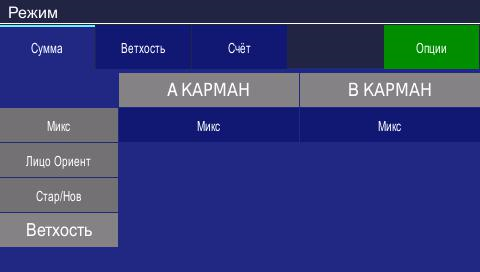 Режим
Сумма Ветхость Счёт Опции
А КАРМАН В КАРМАН
Микс Микс Микс
Лицо Ориент
Стар/Нов
Ветхость